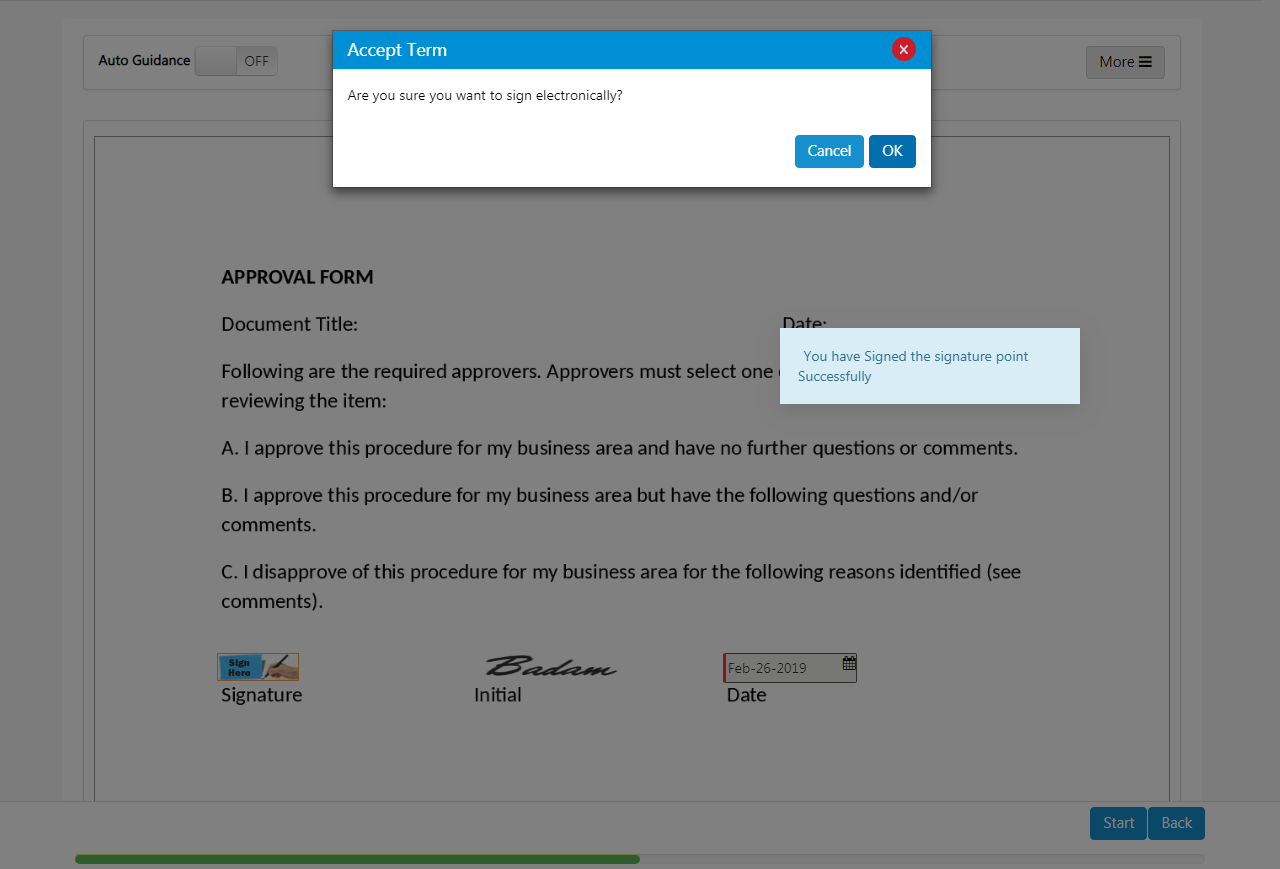 Accept Term
Auto Guidance OFF
More
Are you sure you want to sign electronically?
Cancel OK
APPROVAL FORM
Document Title: Date:
You have Signed the signature point
Successfully
Following are the required approvers. Approvers must select one
reviewing the item:
A. I approve this procedure for my business area and have no further questions or comments.
B. I approve this procedure for my business area but have the following questions and/or
comments.
C. I disapprove of this procedure for my business area for the following reasons identified (see
comments).
Sign
Here
Badam
Feb-26-2019
Signature Initial Date
Start Back